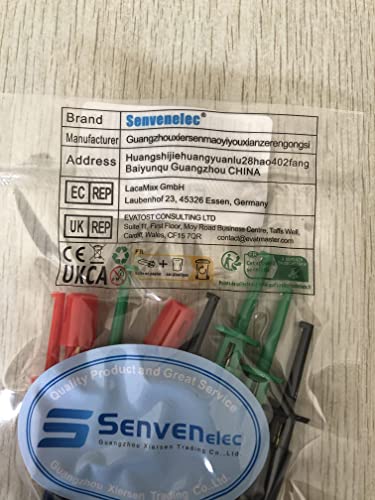 Brand Senvenelec®
Manufacturer Guangzhouxiersenmaoyiyouxianzerengongsi
Address Huangshijiehuangyuanlu28hao402fang
Baiyunqu Guangzhou CHINA
EC REP LacaMax GmbH
Laubenhof 23, 45326 Essen, Germany
UK REP EVATOST CONSULTING LTD
Suite 11, First Floor, Moy Road Business Centre, Taffs Well,
Cardiff, Wales, CF15 7QR contact@evatmaster.com
CE
UKCA
Quality Product and Great Service
S SENVENelec
Guangzhou Xiersen Trading Co., Ltd